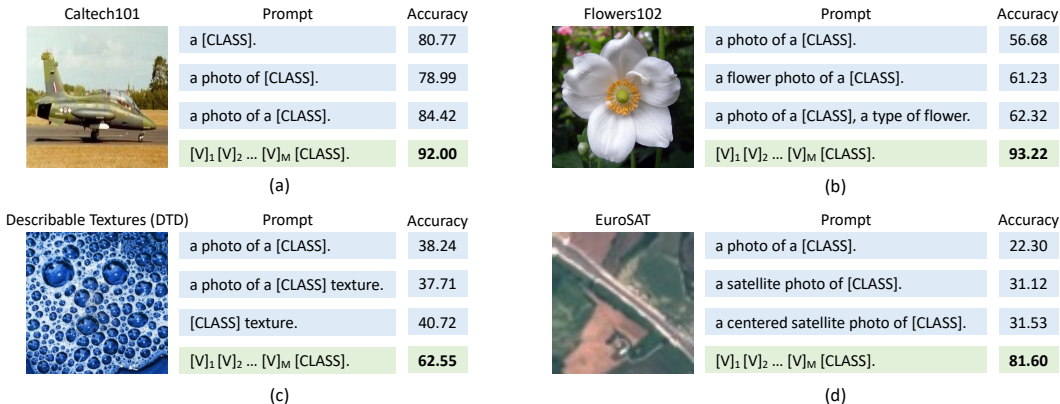 Caltech101 Prompt Accuracy
a [CLASS]. 80.77
a photo of [CLASS]. 78.99
a photo of a [CLASS]. 84.42
[V]₁ [V]₂ ... [V]ₘ [CLASS]. 92.00
(a)
Flowers102 Prompt Accuracy
a photo of a [CLASS]. 56.68
a flower photo of a [CLASS]. 61.23
a photo of a [CLASS], a type of flower. 62.32
[V]₁ [V]₂ ... [V]ₘ [CLASS]. 93.22
(b)
Describable Textures (DTD) Prompt Accuracy
a photo of a [CLASS]. 38.24
a photo of a [CLASS] texture. 37.71
[CLASS] texture. 40.72
[V]₁ [V]₂ ... [V]ₘ [CLASS]. 62.55
(c)
EuroSAT Prompt Accuracy
a photo of a [CLASS]. 22.30
a satellite photo of [CLASS]. 31.12
a centered satellite photo of [CLASS]. 31.53
[V]₁ [V]₂ ... [V]ₘ [CLASS]. 81.60
(d)